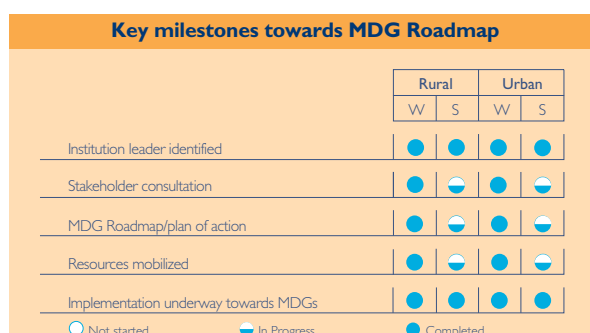 Key milestones towards MDG Roadmap
Rural Urban
W S W S
Institution leader identified
Stakeholder consultation
MDG Roadmap/plan of action
Resources mobilized
Implementation underway towards MDGs
Not started In Progress Completed